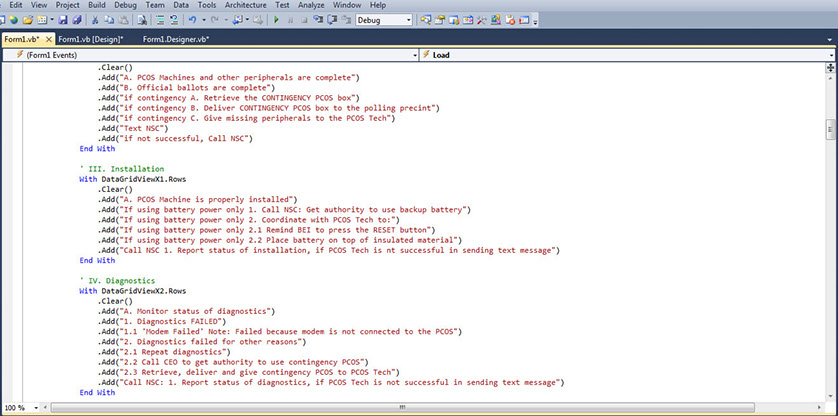 Edit View Project Build Debug Team Data Tools Architecture Test Analyze Window Help
Debug
Form1.vb* Form1.vb [Design]* Form1.Designer.vb*
(Form1 Events) Load
.Clear()
.Add("A. PCOS Machines and other peripherals are complete")
.Add("B. Official ballots are complete")
.Add("if contingency A. Retrieve the CONTINGENCY PCOS box")
.Add("if contingency B. Deliver CONTINGENCY PCOS box to the polling precint")
.Add("if contingency C. Give missing peripherals to the PCOS Tech")
.Add("Text NSC")
.Add("if not successful, Call NSC")
End With
' III. Installation
With DataGridViewX1.Rows
.Clear()
.Add("A. PCOS Machine is properly installed")
.Add("If using battery power only 1. Call NSC: Get authority to use backup battery")
.Add("If using battery power only 2. Coordinate with PCOS Tech to:")
.Add("If using battery power only 2.1 Remind BEI to press the RESET button")
.Add("If using battery power only 2.2 Place battery on top of insulated material")
.Add("Call NSC 1. Report status of installation, if PCOS Tech is nt successful in sending text message")
End With
' IV. Diagnostics
With DataGridViewX2.Rows
.Clear()
.Add("A. Monitor status of diagnostics")
.Add("1. Diagnostics FAILED")
.Add("1.1 'Modem Failed' Note: Failed because modem is not connected to the PCOS")
.Add("2. Diagnostics failed for other reasons")
.Add("2.1 Repeat diagnostics")
.Add("2.2 Call CEO to get authority to use contingency PCOS")
.Add("2.3 Retrieve, deliver and give contingency PCOS to PCOS Tech")
.Add("Call NSC: 1. Report status of diagnostics, if PCOS Tech is not successful in sending text message")
End With
100 %